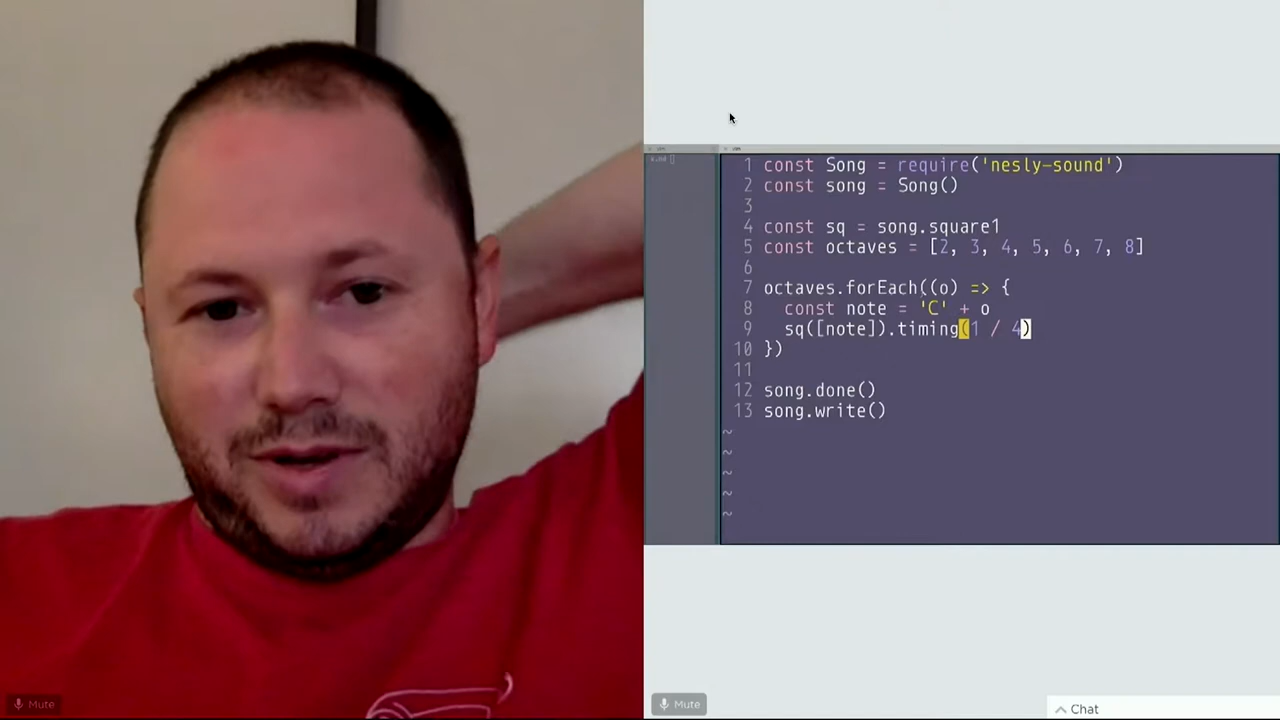 1 const Song = require('nesly-sound')
2 const song = Song()
3
4 const sq = song.square1
5 const octaves = [2, 3, 4, 5, 6, 7, 8]
6
7 octaves.forEach((o) => {
8   const note = 'C' + o
9   sq([note]).timing(1 / 4)
10 })
11
12 song.done()
13 song.write()
~
~
~
~
~
Mute
Mute
Chat